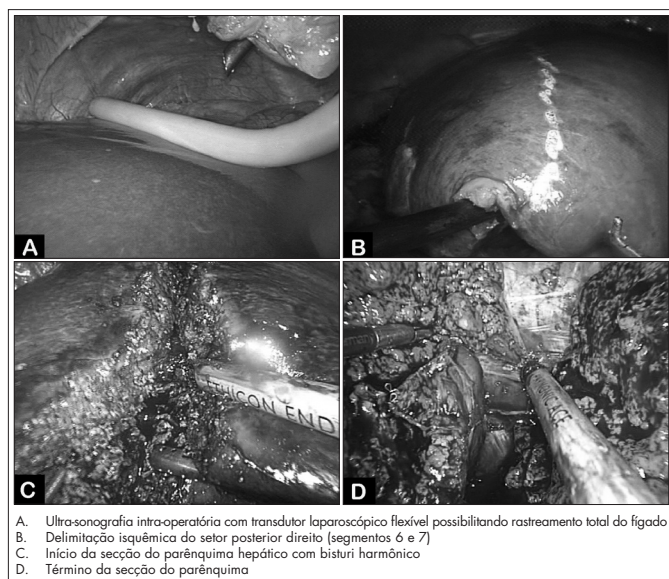 A
B
ETHICON END
C
D
A. Ultra-sonografia intra-operatória com transdutor laparoscópico flexível possibilitando rastreamento total do fígado
B. Delimitação isquêmica do setor posterior direito (segmentos 6 e 7)
C. Início da secção do parênquima hepático com bisturi harmônico
D. Término da secção do parênquima